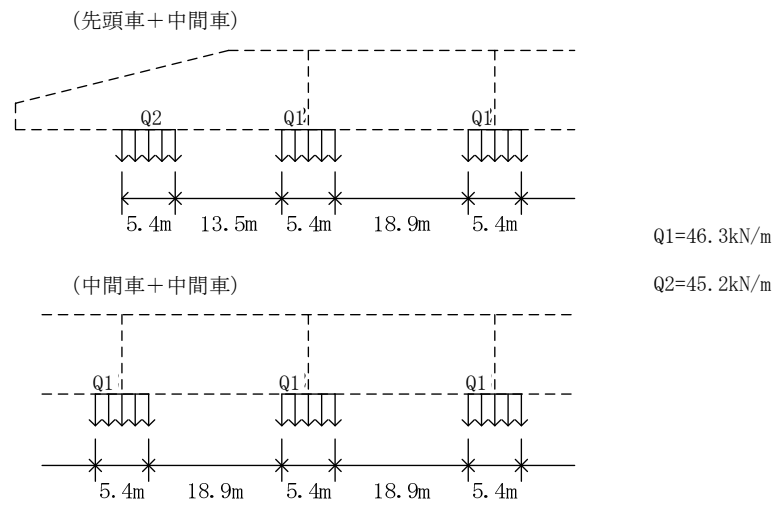 (先頭車＋中間車)
Q2 Q1 Q1
5.4m 13.5m 5.4m 18.9m 5.4m
Q1=46.3kN/m
Q2=45.2kN/m
(中間車＋中間車)
Q1 Q1 Q1
5.4m 18.9m 5.4m 18.9m 5.4m